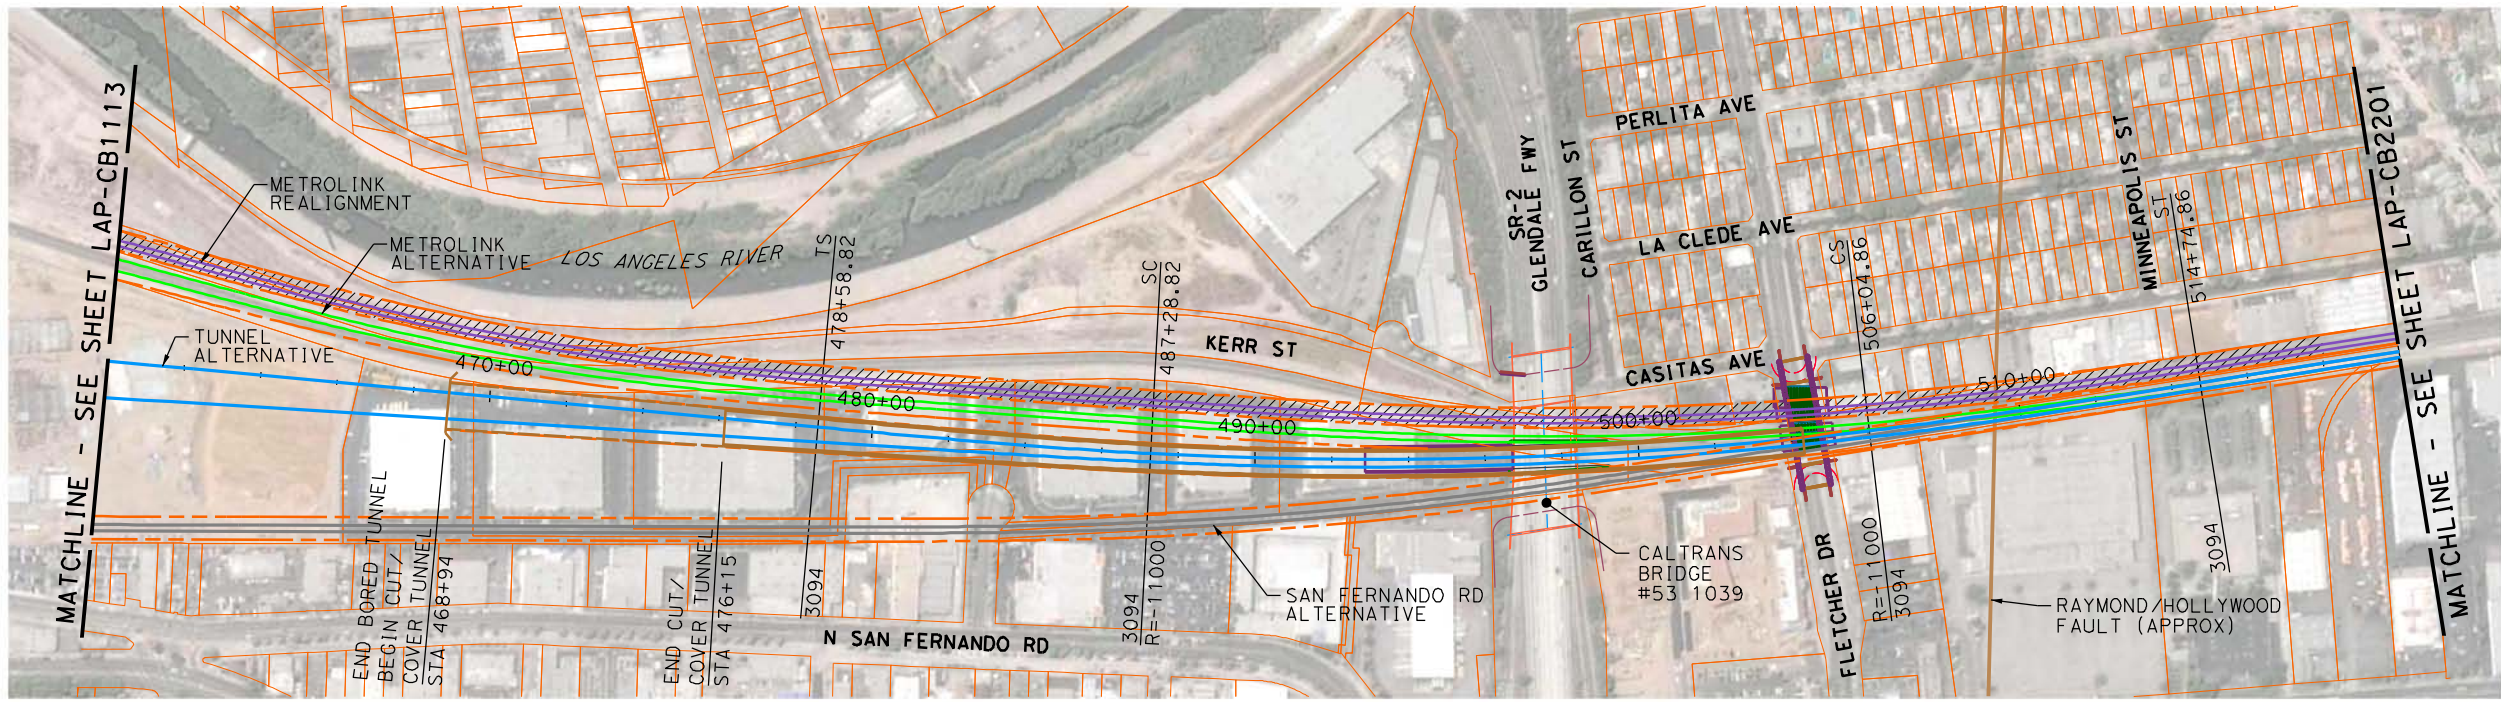 MATCHLINE - SEE SHEET LAP-CB1113
METROLINK
REALIGNMENT
METROLINK
ALTERNATIVE
LOS ANGELES RIVER
TUNNEL
ALTERNATIVE
470+00
480+00
490+00
500+00
510+00
END BORED TUNNEL
BEGIN CUT/
COVER TUNNEL
STA 468+94
END CUT/
COVER TUNNEL
STA 476+15
TS
478+58.82
3094
SC
487+28.82
3094
R=-11000
KERR ST
N SAN FERNANDO RD
SAN FERNANDO RD
ALTERNATIVE
SR-2
GLENDALE FWY
CARILLON ST
PERLITA AVE
LA CLEDE AVE
CASITAS AVE
CALTRANS
BRIDGE
#53 1039
FLETCHER DR
CS
506+04.86
R=-11000
3094
MINNEAPOLIS ST
ST
514+74.86
3094
RAYMOND/HOLLYWOOD
FAULT (APPROX)
MATCHLINE - SEE SHEET LAP-CB2201